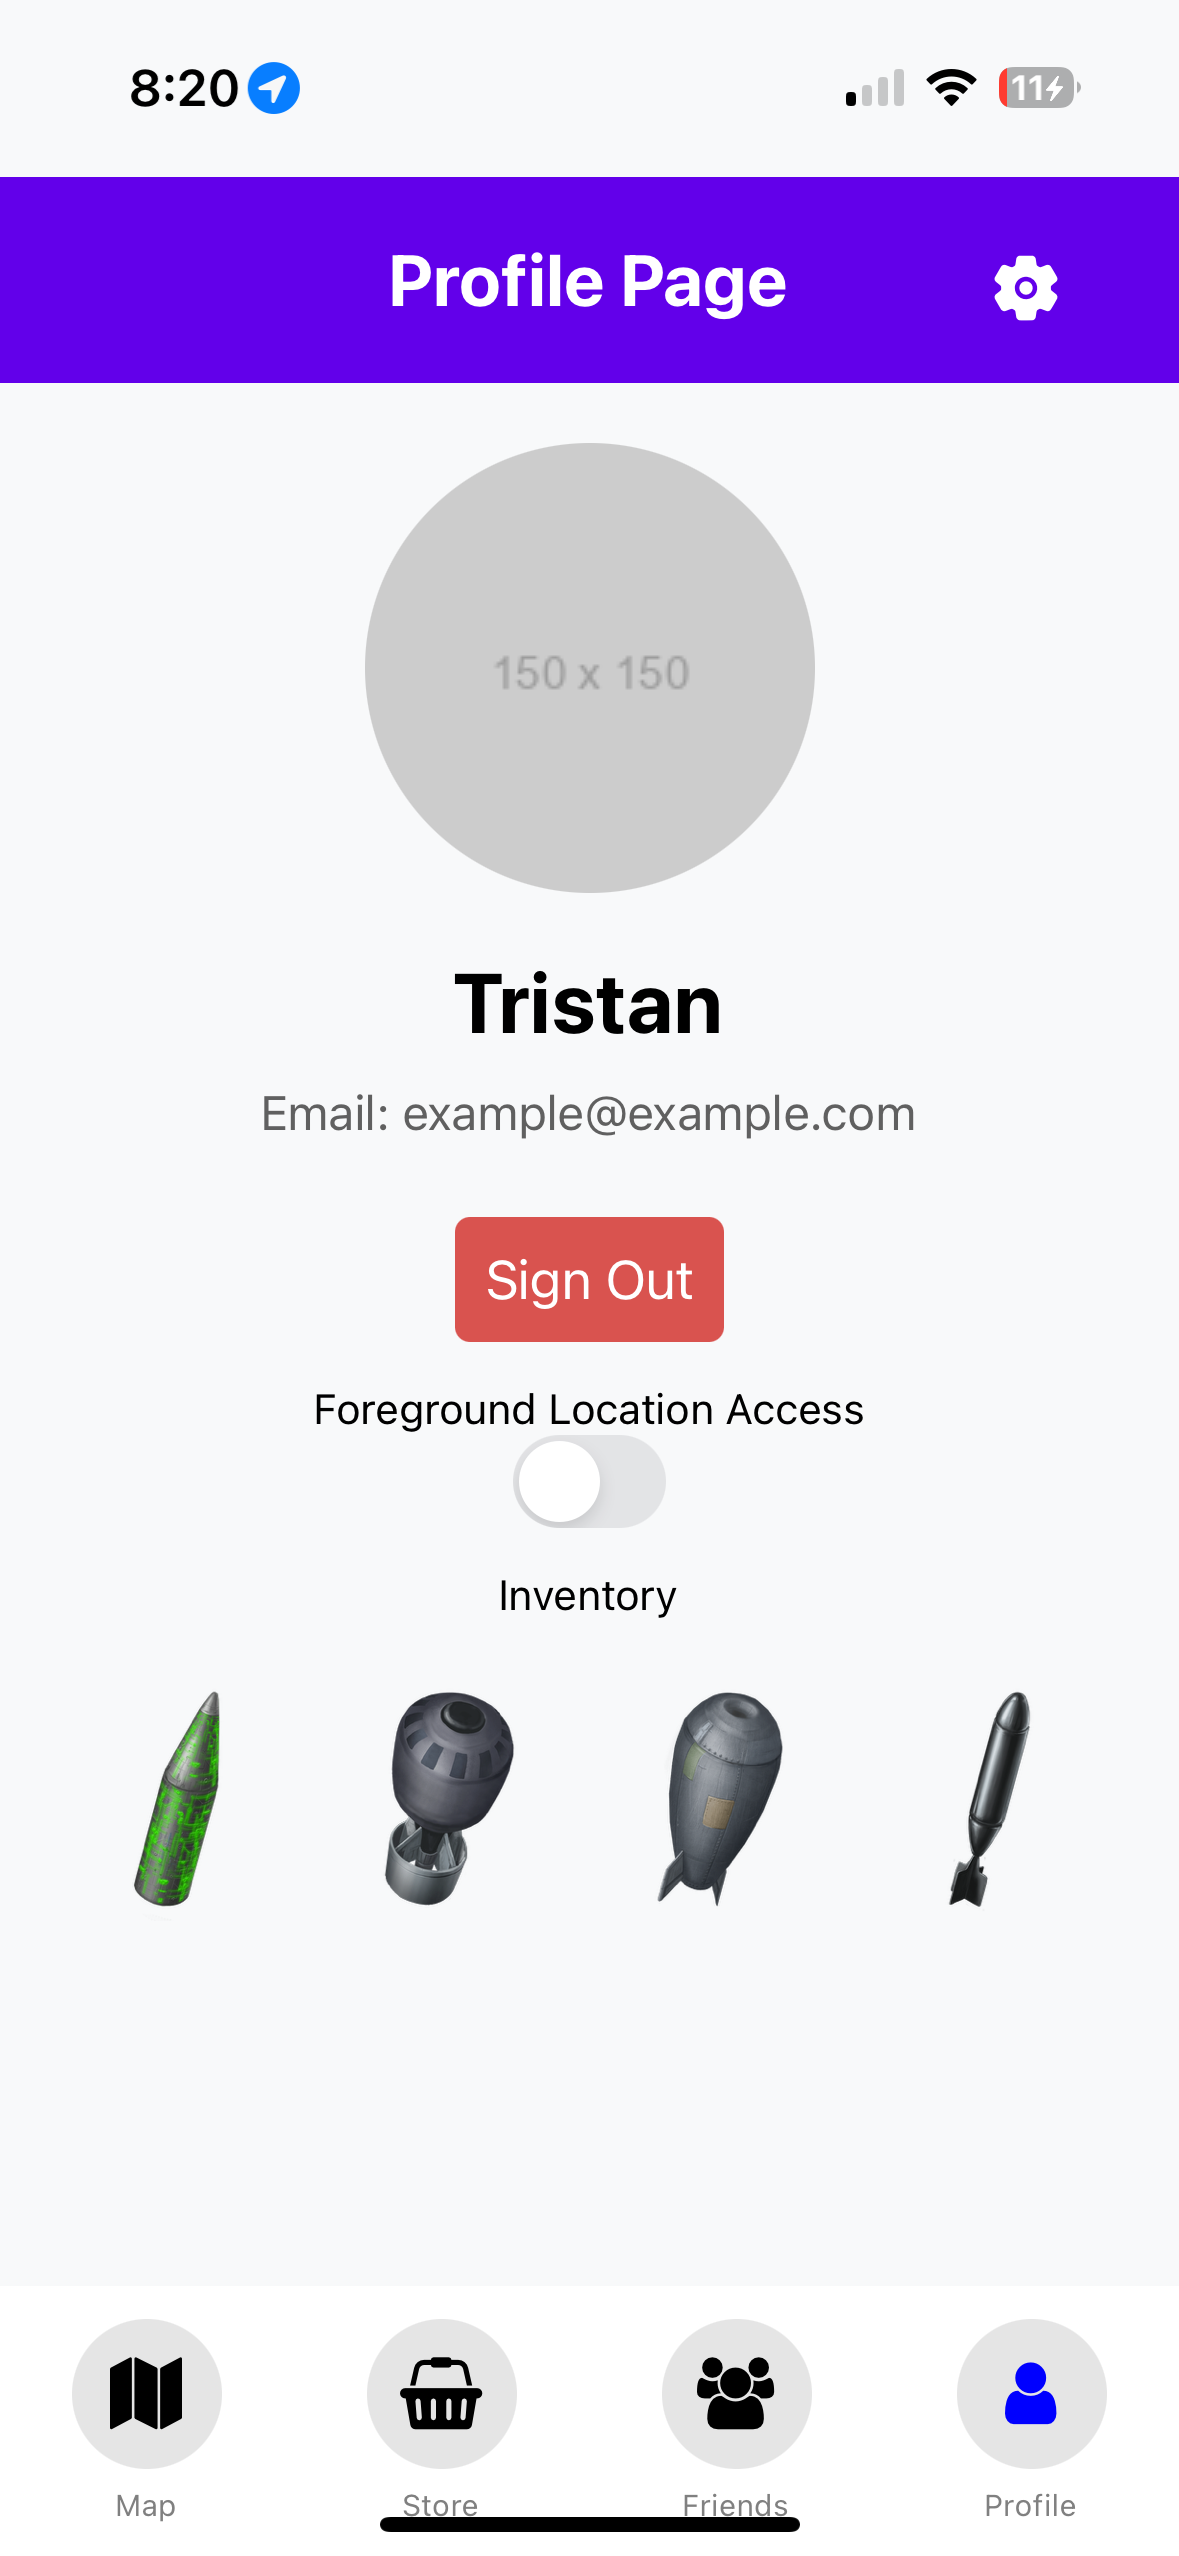 8:20
11
Profile Page
150 x 150
Tristan
Email: example@example.com
Sign Out
Foreground Location Access
Inventory
Map Store Friends Profile